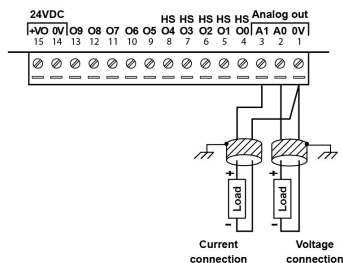 24VDC HS HS HS HS HS Analog out
+VO 0V O9 O8 O7 O6 O5 O4 O3 O2 O1 O0 A1 A0 0V
15 14 13 12 11 10 9 8 7 6 5 4 3 2 1
+ +
Load Load
- -
Current connection
Voltage connection